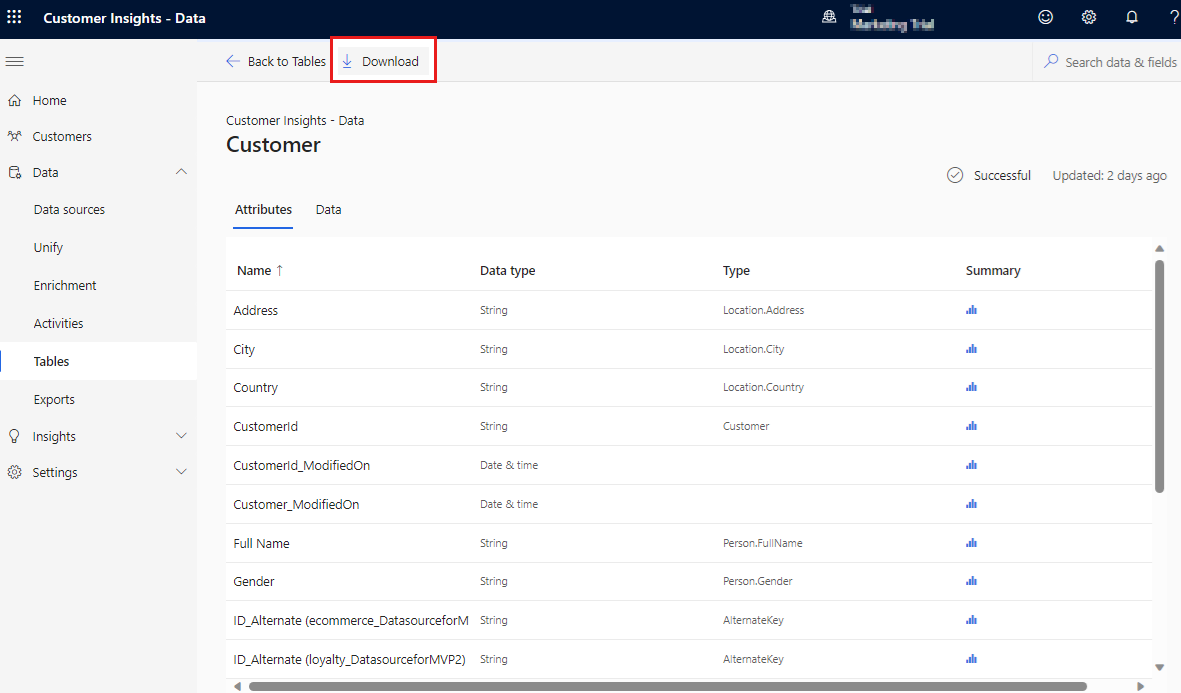 Customer Insights - Data
Trial
Marketing Trial
?
Back to Tables
Download
Search data & fields
Home
Customers
Data
Data sources
Unify
Enrichment
Activities
Tables
Exports
Insights
Settings
Customer Insights - Data
Customer
Successful
Updated: 2 days ago
Attributes
Data
Name ↑ Data type Type Summary
Address String Location.Address
City String Location.City
Country String Location.Country
CustomerId String Customer
CustomerId_ModifiedOn Date & time
Customer_ModifiedOn Date & time
Full Name String Person.FullName
Gender String Person.Gender
ID_Alternate (ecommerce_DatasourceforM String AlternateKey
ID_Alternate (loyalty_DatasourceforMVP2) String AlternateKey